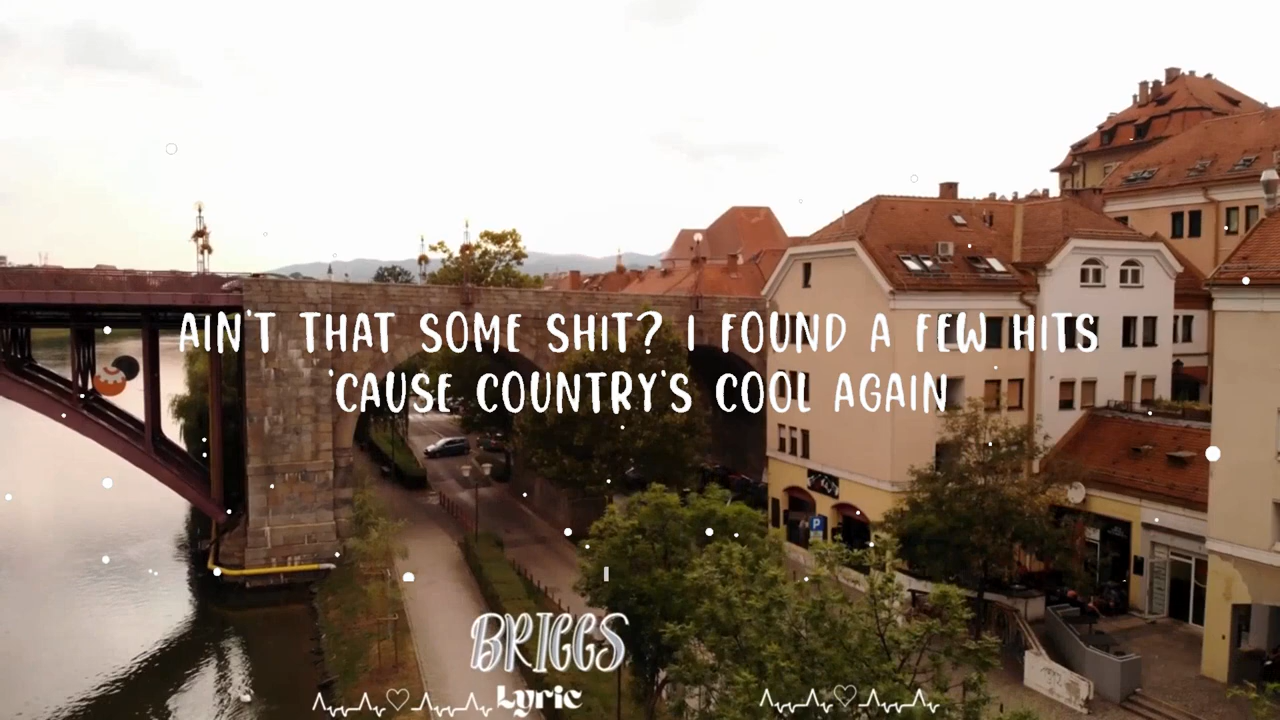 AIN'T THAT SOME SHIT? I FOUND A FEW HITS
'CAUSE COUNTRY'S COOL AGAIN
P
BRIGGS
Lyric